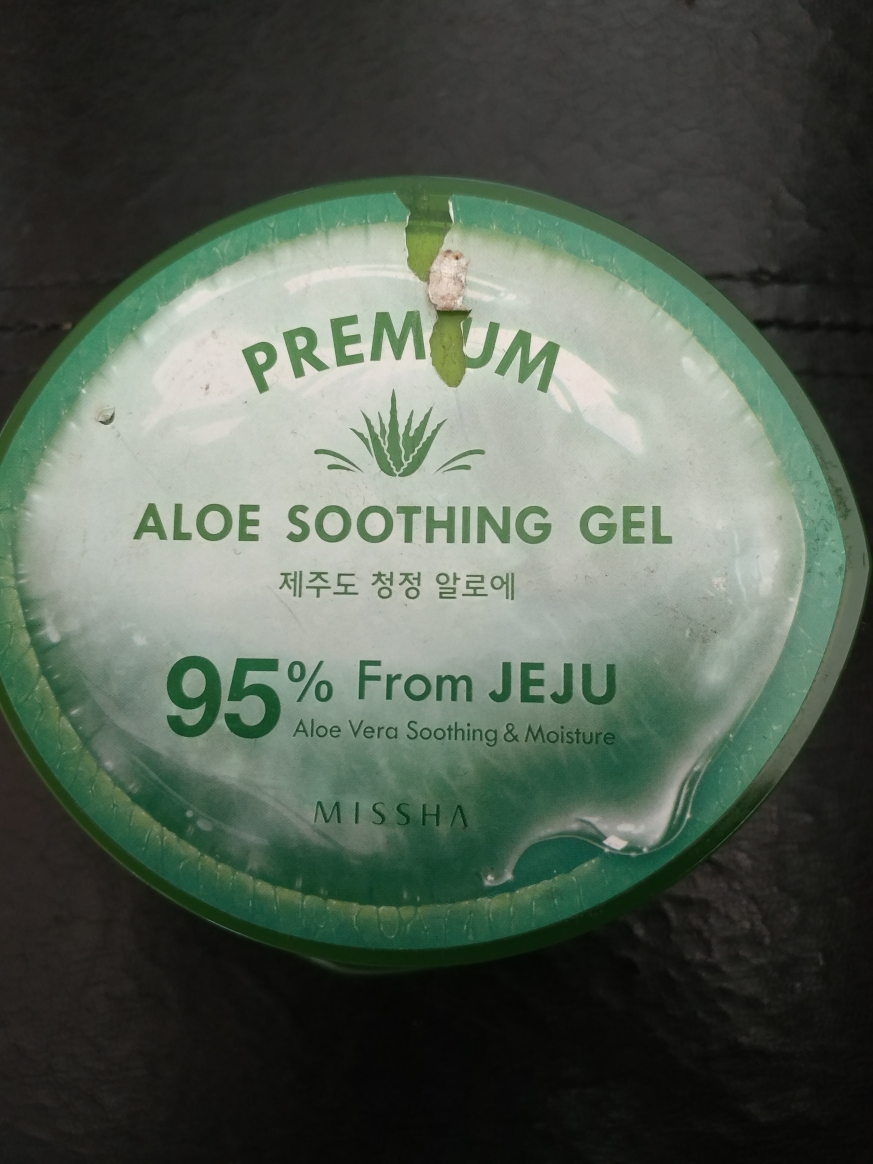 PREMIUM
ALOE SOOTHING GEL
제주도 청정 알로에
95% From JEJU
Aloe Vera Soothing & Moisture
MISSHA